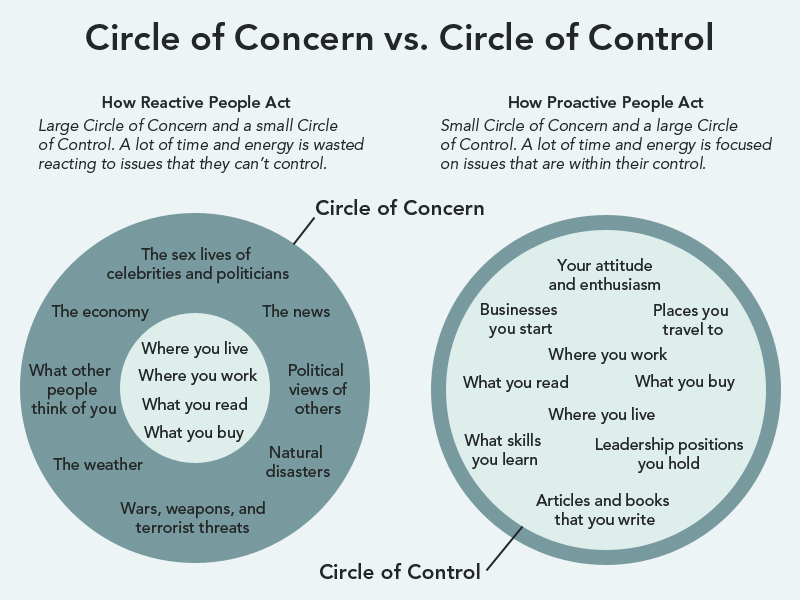 Circle of Concern vs. Circle of Control
How Reactive People Act
Large Circle of Concern and a small Circle
of Control. A lot of time and energy is wasted
reacting to issues that they can't control.
How Proactive People Act
Small Circle of Concern and a large Circle
of Control. A lot of time and energy is focused
on issues that are within their control.
Circle of Concern
The sex lives of
celebrities and politicians
The economy
The news
What other
people
think of you
Political
views of
others
The weather
Natural
disasters
Wars, weapons, and
terrorist threats
Where you live
Where you work
What you read
What you buy
Your attitude
and enthusiasm
Businesses
you start
Places you
travel to
Where you work
What you read
What you buy
Where you live
What skills
you learn
Leadership positions
you hold
Articles and books
that you write
Circle of Control